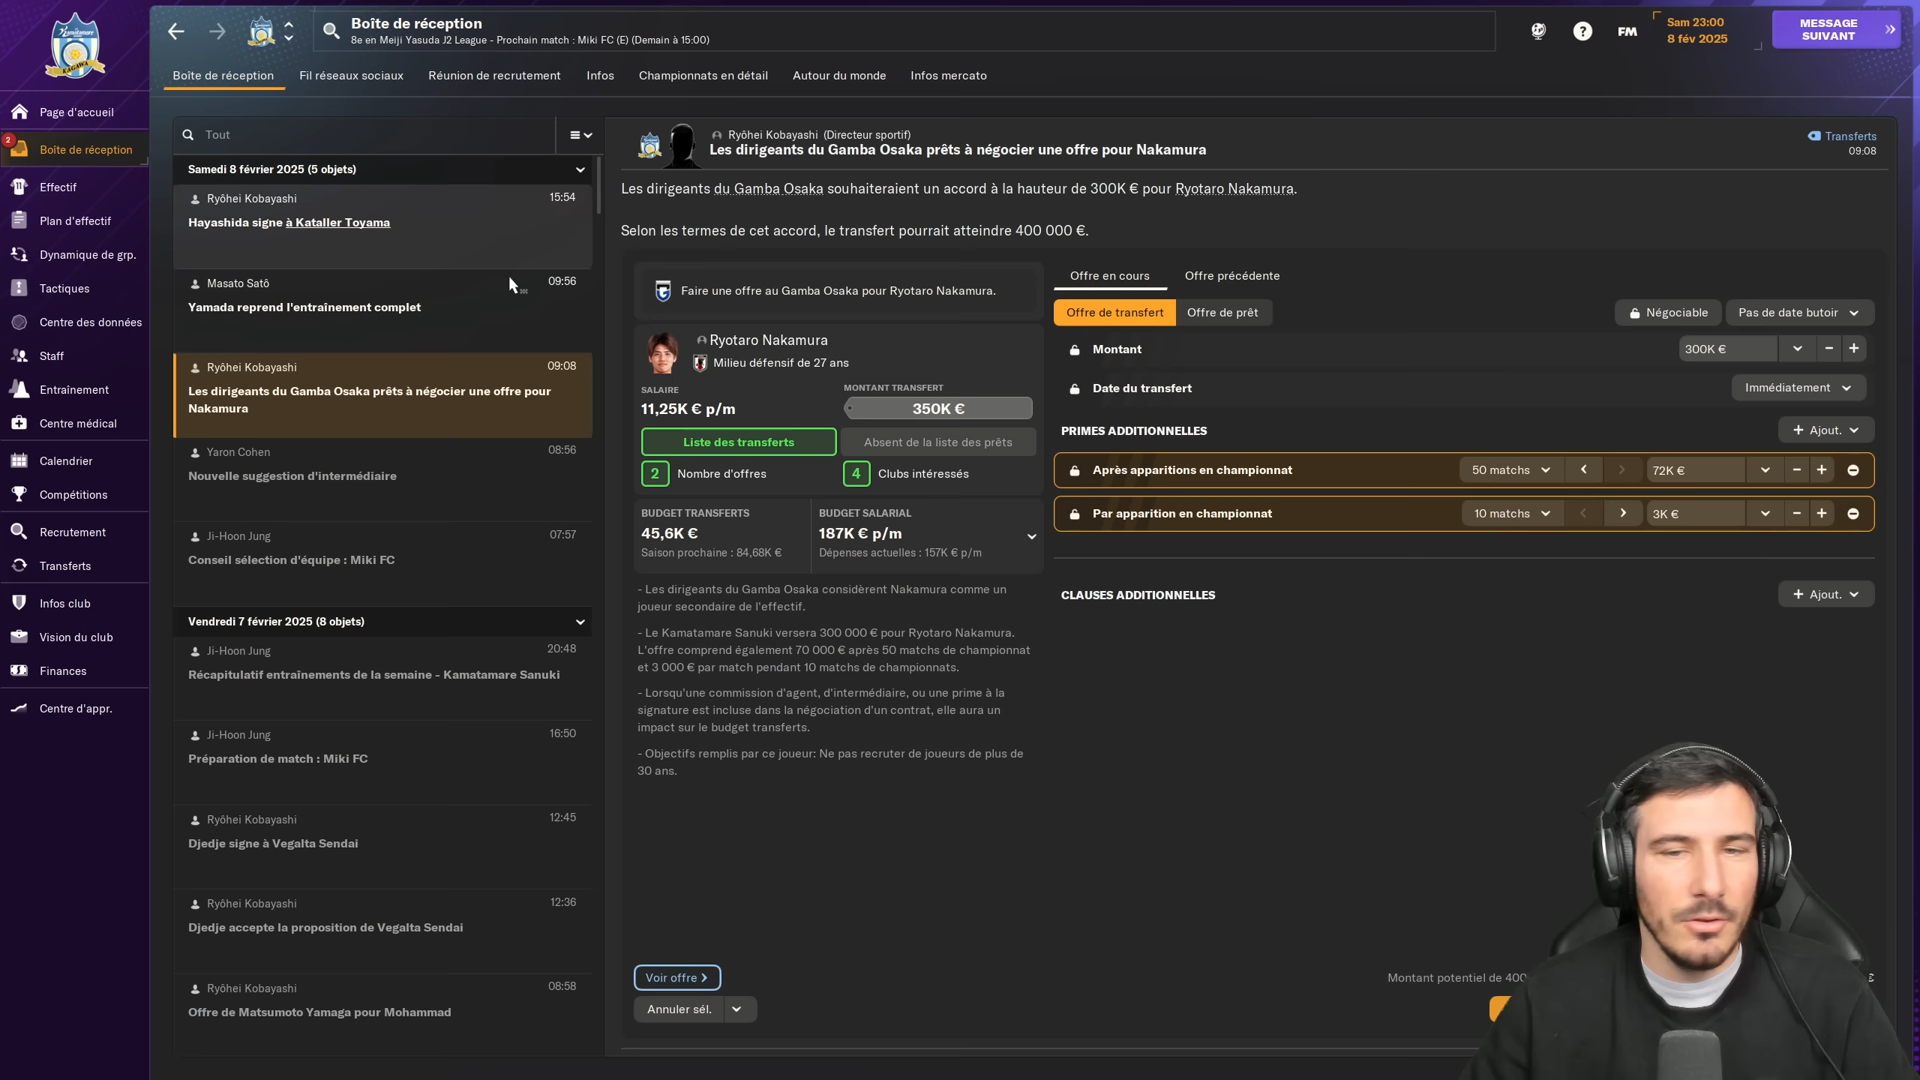 Boîte de réception
8e en Meiji Yasuda J2 League - Prochain match : Miki FC (E) (Demain à 15:00)
FM
Sam 23:00
8 fév 2025
MESSAGE
SUIVANT
Boîte de réception
Fil réseaux sociaux
Réunion de recrutement
Infos
Championnats en détail
Autour du monde
Infos mercato
KAGAWA
Page d'accueil
2
Boîte de réception
Effectif
Plan d'effectif
Dynamique de grp.
Tactiques
Centre des données
Staff
Entraînement
Centre médical
Calendrier
Compétitions
Recrutement
Transferts
Infos club
Vision du club
Finances
Centre d'appr.
Tout
Samedi 8 février 2025 (5 objets)
Ryôhei Kobayashi 15:54
Hayashida signe à Kataller Toyama
Masato Satô 09:56
Yamada reprend l'entraînement complet
Ryôhei Kobayashi 09:08
Les dirigeants du Gamba Osaka prêts à négocier une offre pour
Nakamura
Yaron Cohen 08:56
Nouvelle suggestion d'intermédiaire
Ji-Hoon Jung 07:57
Conseil sélection d'équipe : Miki FC
Vendredi 7 février 2025 (8 objets)
Ji-Hoon Jung 20:48
Récapitulatif entraînements de la semaine - Kamatamare Sanuki
Ji-Hoon Jung 16:50
Préparation de match : Miki FC
Ryôhei Kobayashi 12:45
Djedje signe à Vegalta Sendai
Ryôhei Kobayashi 12:36
Djedje accepte la proposition de Vegalta Sendai
Ryôhei Kobayashi 08:58
Offre de Matsumoto Yamaga pour Mohammad
Ryôhei Kobayashi (Directeur sportif)
Les dirigeants du Gamba Osaka prêts à négocier une offre pour Nakamura
Transferts
09:08
Les dirigeants du Gamba Osaka souhaiteraient un accord à la hauteur de 300K € pour Ryotaro Nakamura.
Selon les termes de cet accord, le transfert pourrait atteindre 400 000 €.
Faire une offre au Gamba Osaka pour Ryotaro Nakamura.
Ryotaro Nakamura
Milieu défensif de 27 ans
SALAIRE
11,25K € p/m
MONTANT TRANSFERT
350K €
Liste des transferts
Absent de la liste des prêts
2 Nombre d'offres
4 Clubs intéressés
BUDGET TRANSFERTS
45,6K €
Saison prochaine : 84,68K €
BUDGET SALARIAL
187K € p/m
Dépenses actuelles : 157K € p/m
- Les dirigeants du Gamba Osaka considèrent Nakamura comme un
joueur secondaire de l'effectif.
- Le Kamatamare Sanuki versera 300 000 € pour Ryotaro Nakamura.
L'offre comprend également 70 000 € après 50 matchs de championnat
et 3 000 € par match pendant 10 matchs de championnats.
- Lorsqu'une commission d'agent, d'intermédiaire, ou une prime à la
signature est incluse dans la négociation d'un contrat, elle aura un
impact sur le budget transferts.
- Objectifs remplis par ce joueur: Ne pas recruter de joueurs de plus de
30 ans.
Voir offre
Annuler sél.
Offre en cours
Offre précédente
Offre de transfert
Offre de prêt
Négociable
Pas de date butoir
Montant
300K €
Date du transfert
Immédiatement
PRIMES ADDITIONNELLES
+ Ajout.
Après apparitions en championnat
50 matchs
72K €
Par apparition en championnat
10 matchs
3K €
CLAUSES ADDITIONNELLES
+ Ajout.
Montant potentiel de 400
€